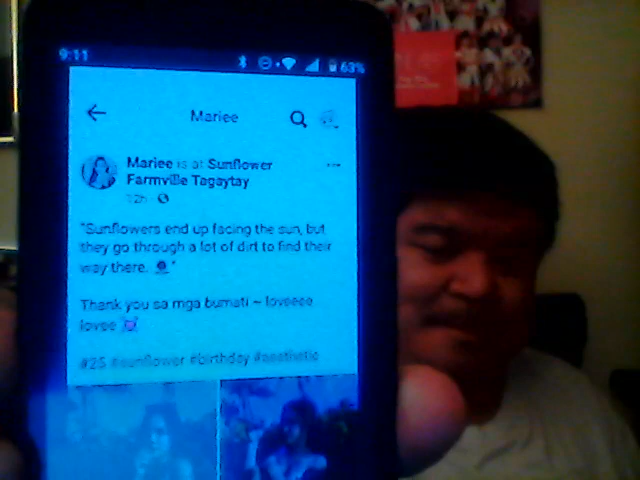 9:11
63%
Mariee
Mariee is at Sunflower
Farmville Tagaytay
12h
"Sunflowers end up facing the sun, but
they go through a lot of dirt to find their
way there. 🌻"
Thank you sa mga bumati ~ loveeee
lovee
#25 #sunflower #birthday #aesthetic